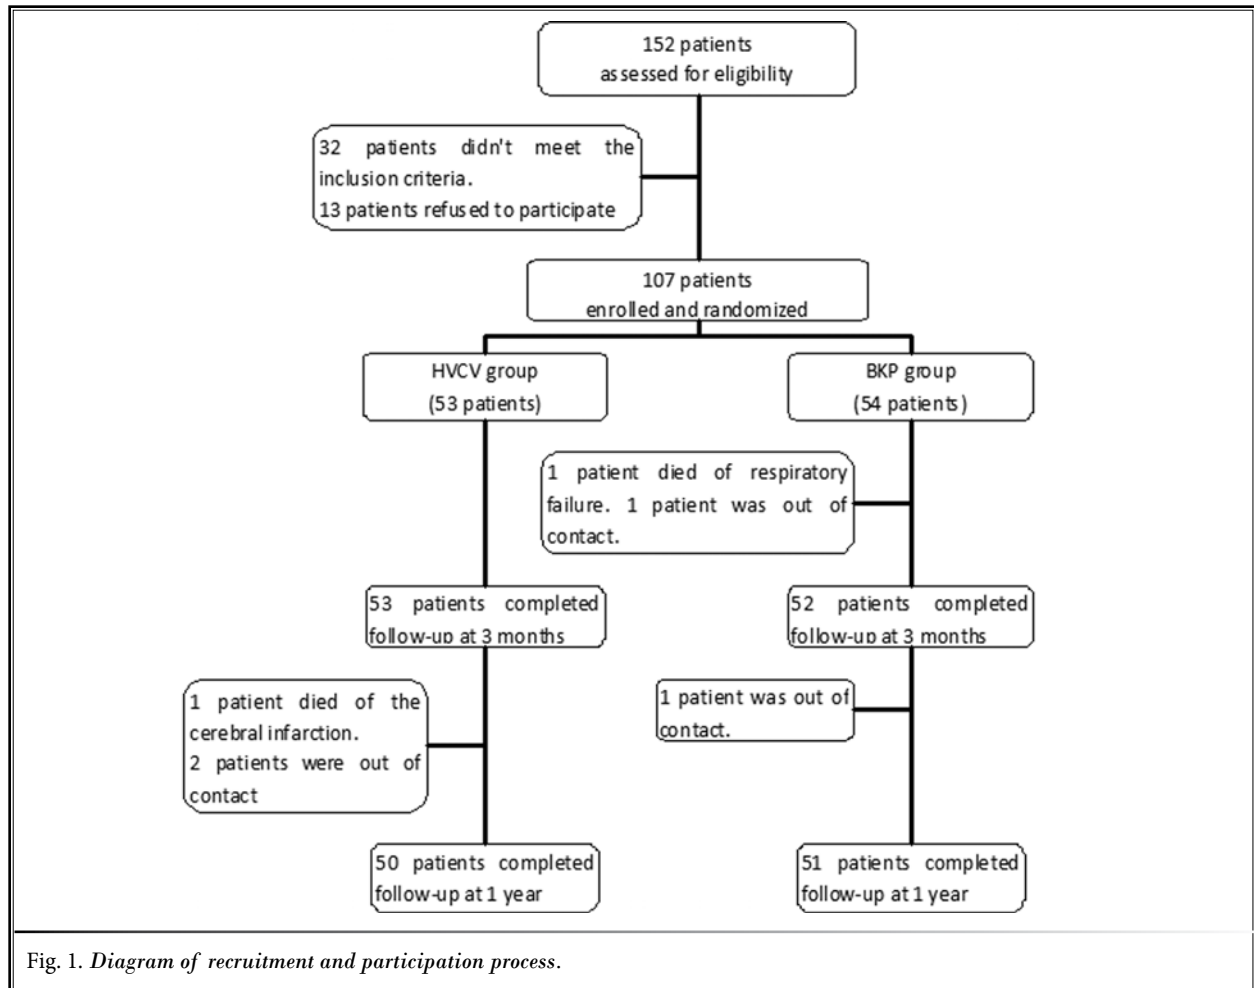 152 patients
assessed for eligibility
32 patients didn't meet the
inclusion criteria.
13 patients refused to participate
107 patients
enrolled and randomized
HVCV group
(53 patients)
BKP group
(54 patients)
1 patient died of respiratory
failure. 1 patient was out of
contact.
53 patients completed
follow-up at 3 months
52 patients completed
follow-up at 3 months
1 patient died of the
cerebral infarction.
2 patients were out of
contact
1 patient was out of
contact.
50 patients completed
follow-up at 1 year
51 patients completed
follow-up at 1 year
Fig. 1. Diagram of recruitment and participation process.